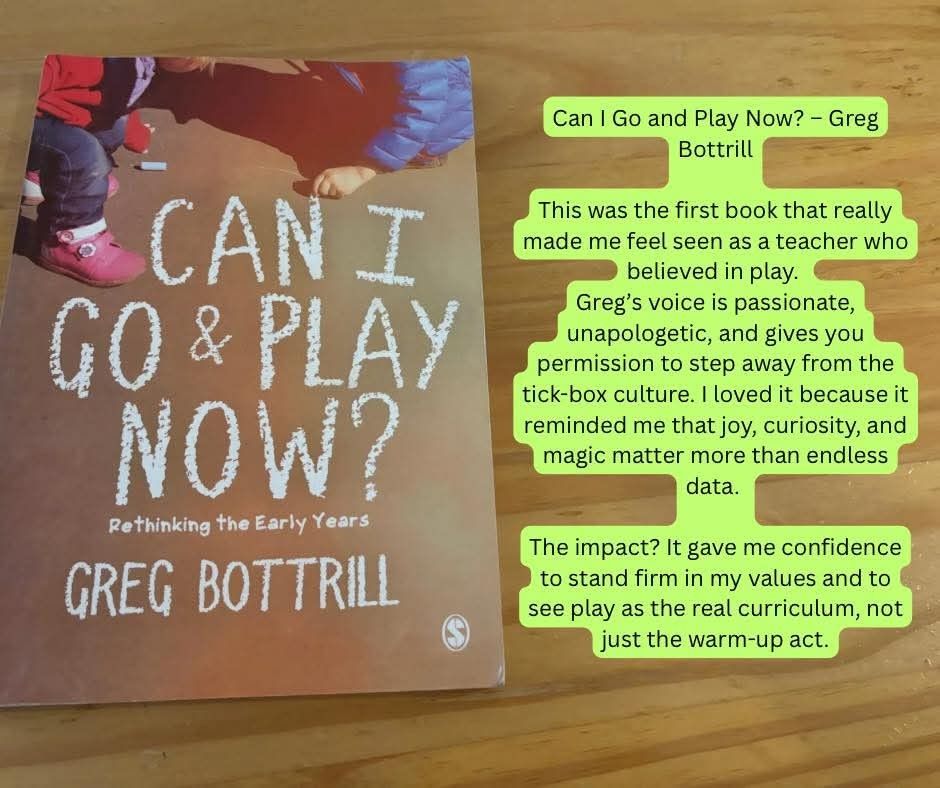 CAN I
GO & PLAY
NOW?
Rethinking the Early Years
GREG BOTTRILL
S
Can I Go and Play Now? – Greg
Bottrill
This was the first book that really
made me feel seen as a teacher who
believed in play.
Greg’s voice is passionate,
unapologetic, and gives you
permission to step away from the
tick-box culture. I loved it because it
reminded me that joy, curiosity, and
magic matter more than endless
data.
The impact? It gave me confidence
to stand firm in my values and to
see play as the real curriculum, not
just the warm-up act.